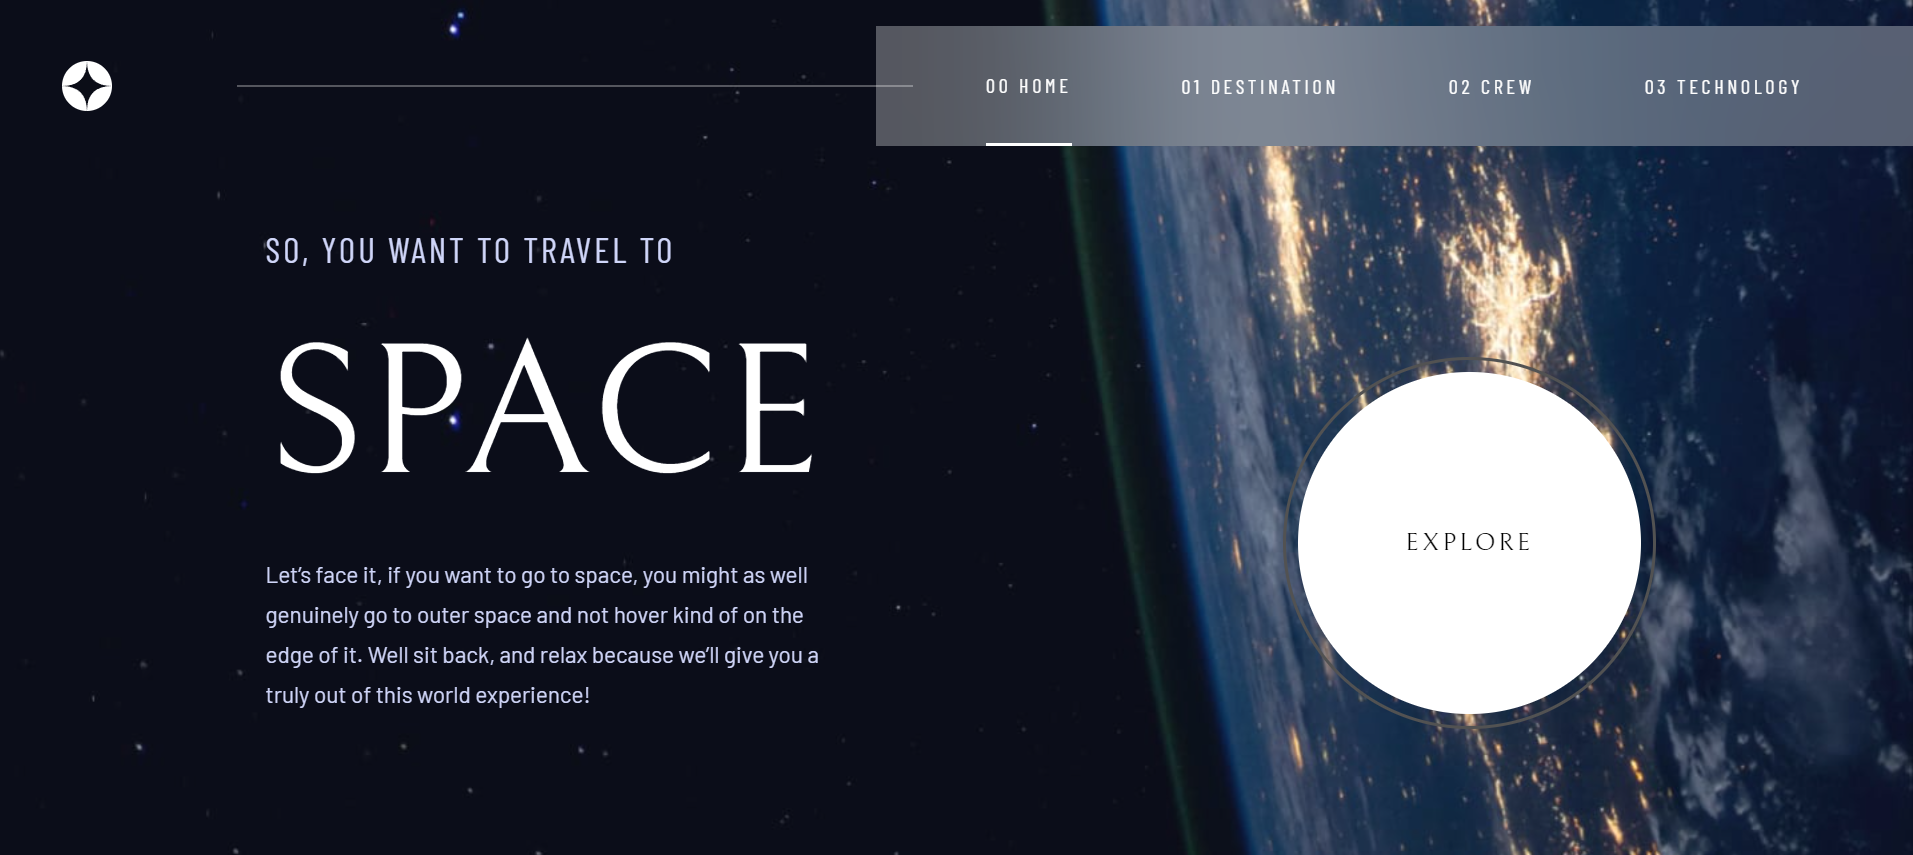 00 HOME
01 DESTINATION
02 CREW
03 TECHNOLOGY
SO, YOU WANT TO TRAVEL TO
SPACE
Let’s face it, if you want to go to space, you might as well
genuinely go to outer space and not hover kind of on the
edge of it. Well sit back, and relax because we’ll give you a
truly out of this world experience!
EXPLORE